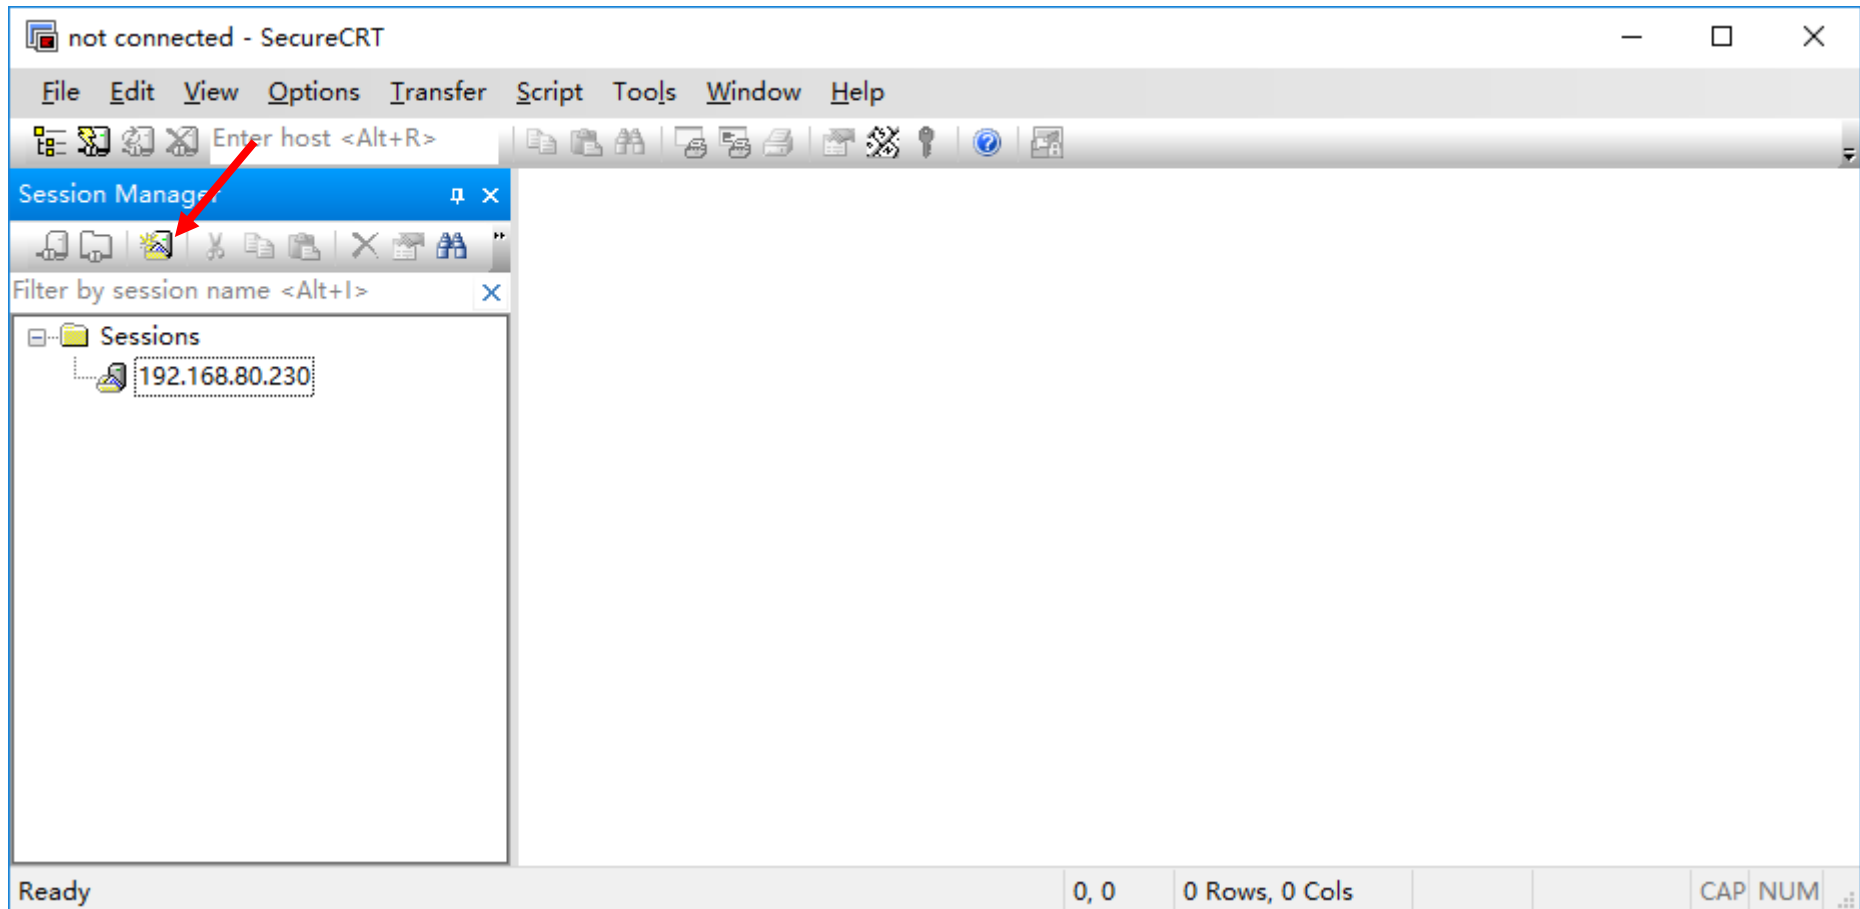 not connected - SecureCRT
File Edit View Options Transfer Script Tools Window Help
Enter host <Alt+R>
Session Manager
Filter by session name <Alt+I>
Sessions
192.168.80.230
Ready 0, 0 0 Rows, 0 Cols CAP NUM